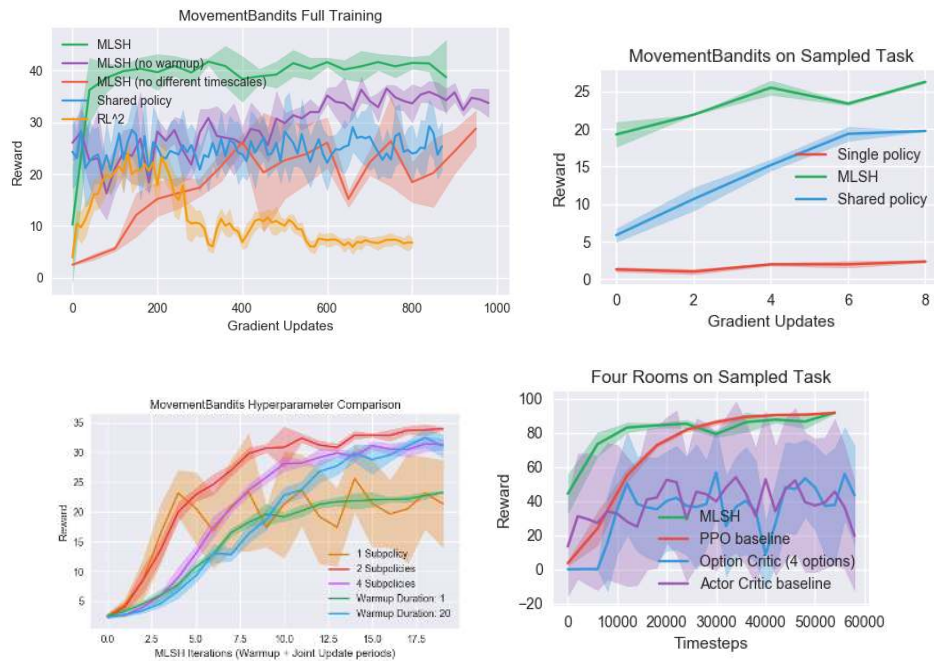 MovementBandits Full Training
MLSH
MLSH (no warmup)
MLSH (no different timescales)
Shared policy
RL^2
40
30
20
10
0
Reward
0 200 400 600 800 1000
Gradient Updates
MovementBandits on Sampled Task
25
20
15
10
5
0
Reward
Single policy
MLSH
Shared policy
0 2 4 6 8
Gradient Updates
MovementBandits Hyperparameter Comparison
35
30
25
20
15
10
5
Reward
1 Subpolicy
2 Subpolicies
4 Subpolicies
Warmup Duration: 1
Warmup Duration: 20
0.0 2.5 5.0 7.5 10.0 12.5 15.0 17.5
MLSH Iterations (Warmup + Joint Update periods)
Four Rooms on Sampled Task
100
80
60
40
20
0
−20
Reward
MLSH
PPO baseline
Option Critic (4 options)
Actor Critic baseline
0 10000 20000 30000 40000 50000 60000
Timesteps